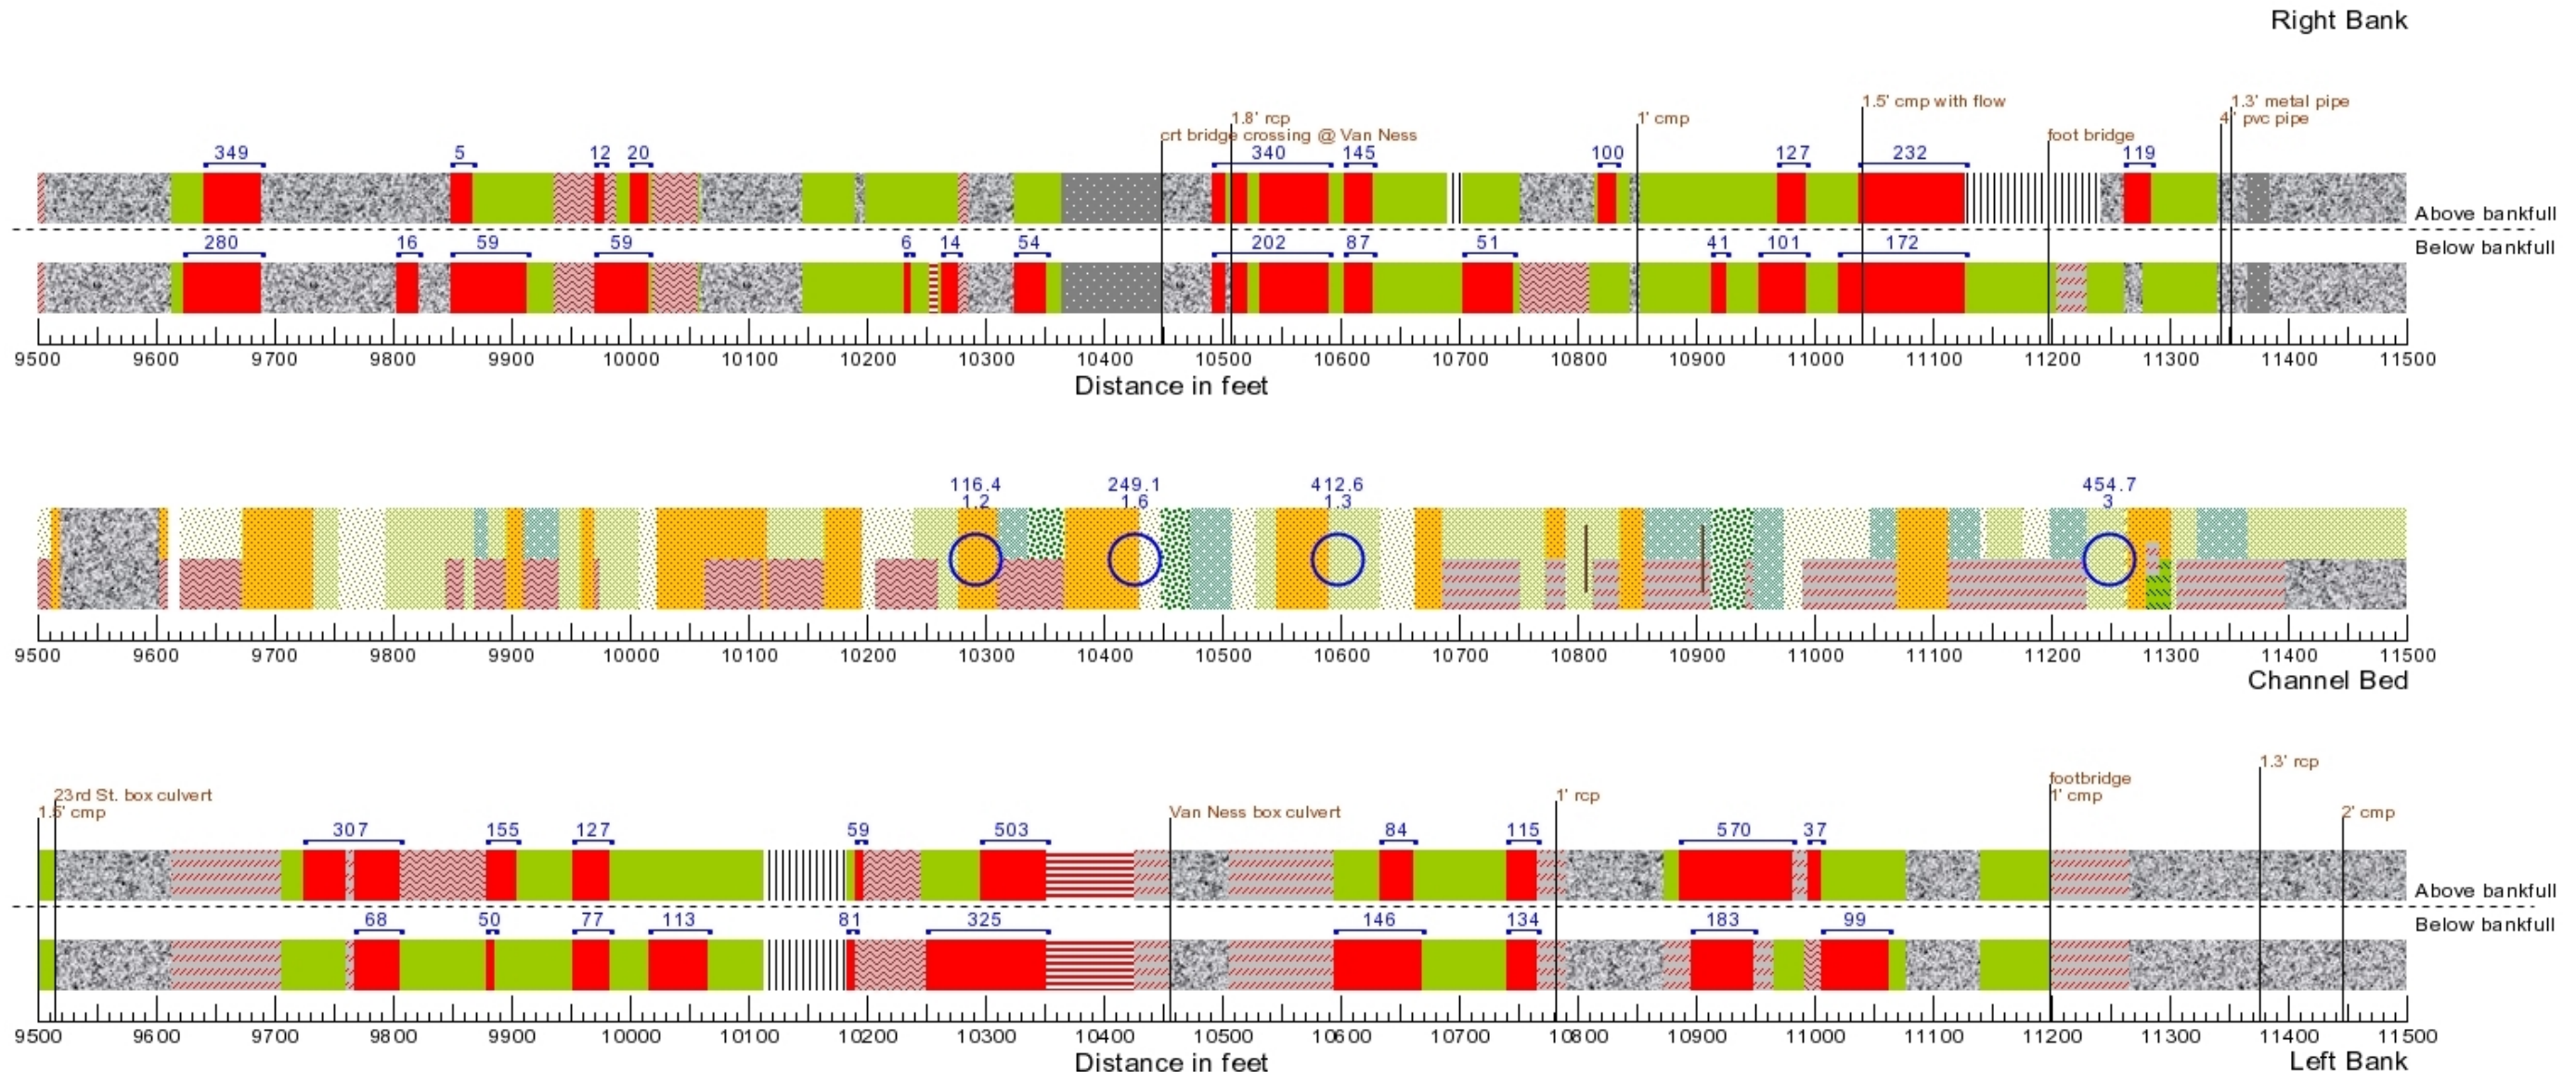 Right Bank
1.5' cmp with flow
1.3' metal pipe
1.8' rcp
1' cmp
4' pvc pipe
crt bridge crossing @ Van Ness
foot bridge
349 5 12 20 340 145 100 127 232 119
Above bankfull
280 16 59 59 6 14 54 202 87 51 41 101 172
Below bankfull
9500 9600 9700 9800 9900 10000 10100 10200 10300 10400 10500 10600 10700 10800 10900 11000 11100 11200 11300 11400 11500
Distance in feet
116.4 249.1 412.6 454.7
1.2 1.6 1.3 3
9500 9600 9700 9800 9900 10000 10100 10200 10300 10400 10500 10600 10700 10800 10900 11000 11100 11200 11300 11400 11500
Channel Bed
1.3' rcp
footbridge
23rd St. box culvert
1' rcp
1' cmp
1.5' cmp
Van Ness box culvert
2' cmp
307 155 127 59 503 84 115 570 37
Above bankfull
68 50 77 113 81 325 146 134 183 99
Below bankfull
9500 9600 9700 9800 9900 10000 10100 10200 10300 10400 10500 10600 10700 10800 10900 11000 11100 11200 11300 11400 11500
Distance in feet
Left Bank